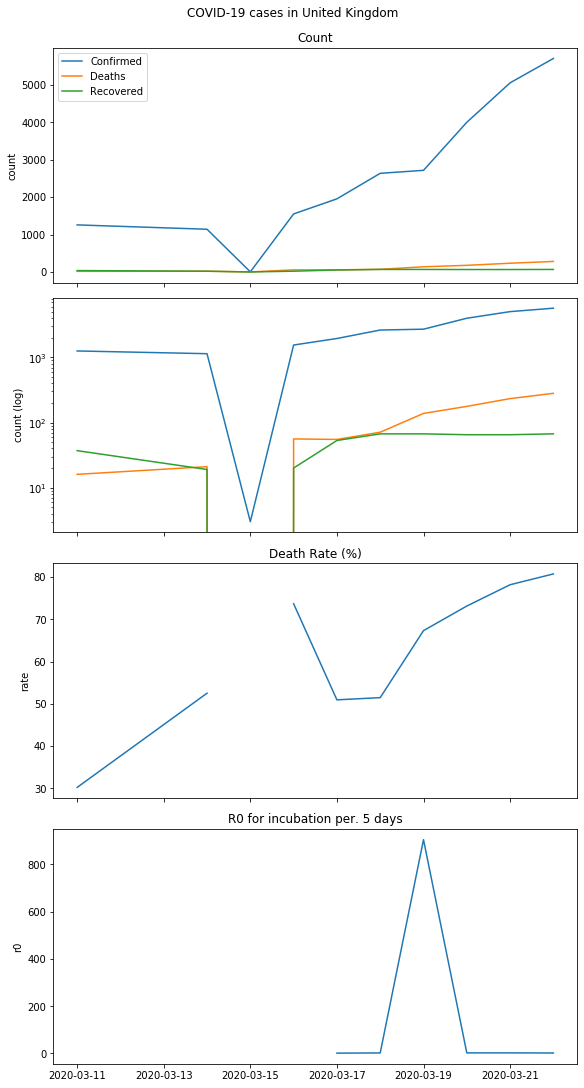 COVID-19 cases in United Kingdom
Count
Confirmed
Deaths
Recovered
5000
4000
3000
2000
1000
0
count
10³
10²
10¹
count (log)
Death Rate (%)
80
70
60
50
40
30
rate
R0 for incubation per. 5 days
800
600
400
200
0
r0
2020-03-11 2020-03-13 2020-03-15 2020-03-17 2020-03-19 2020-03-21